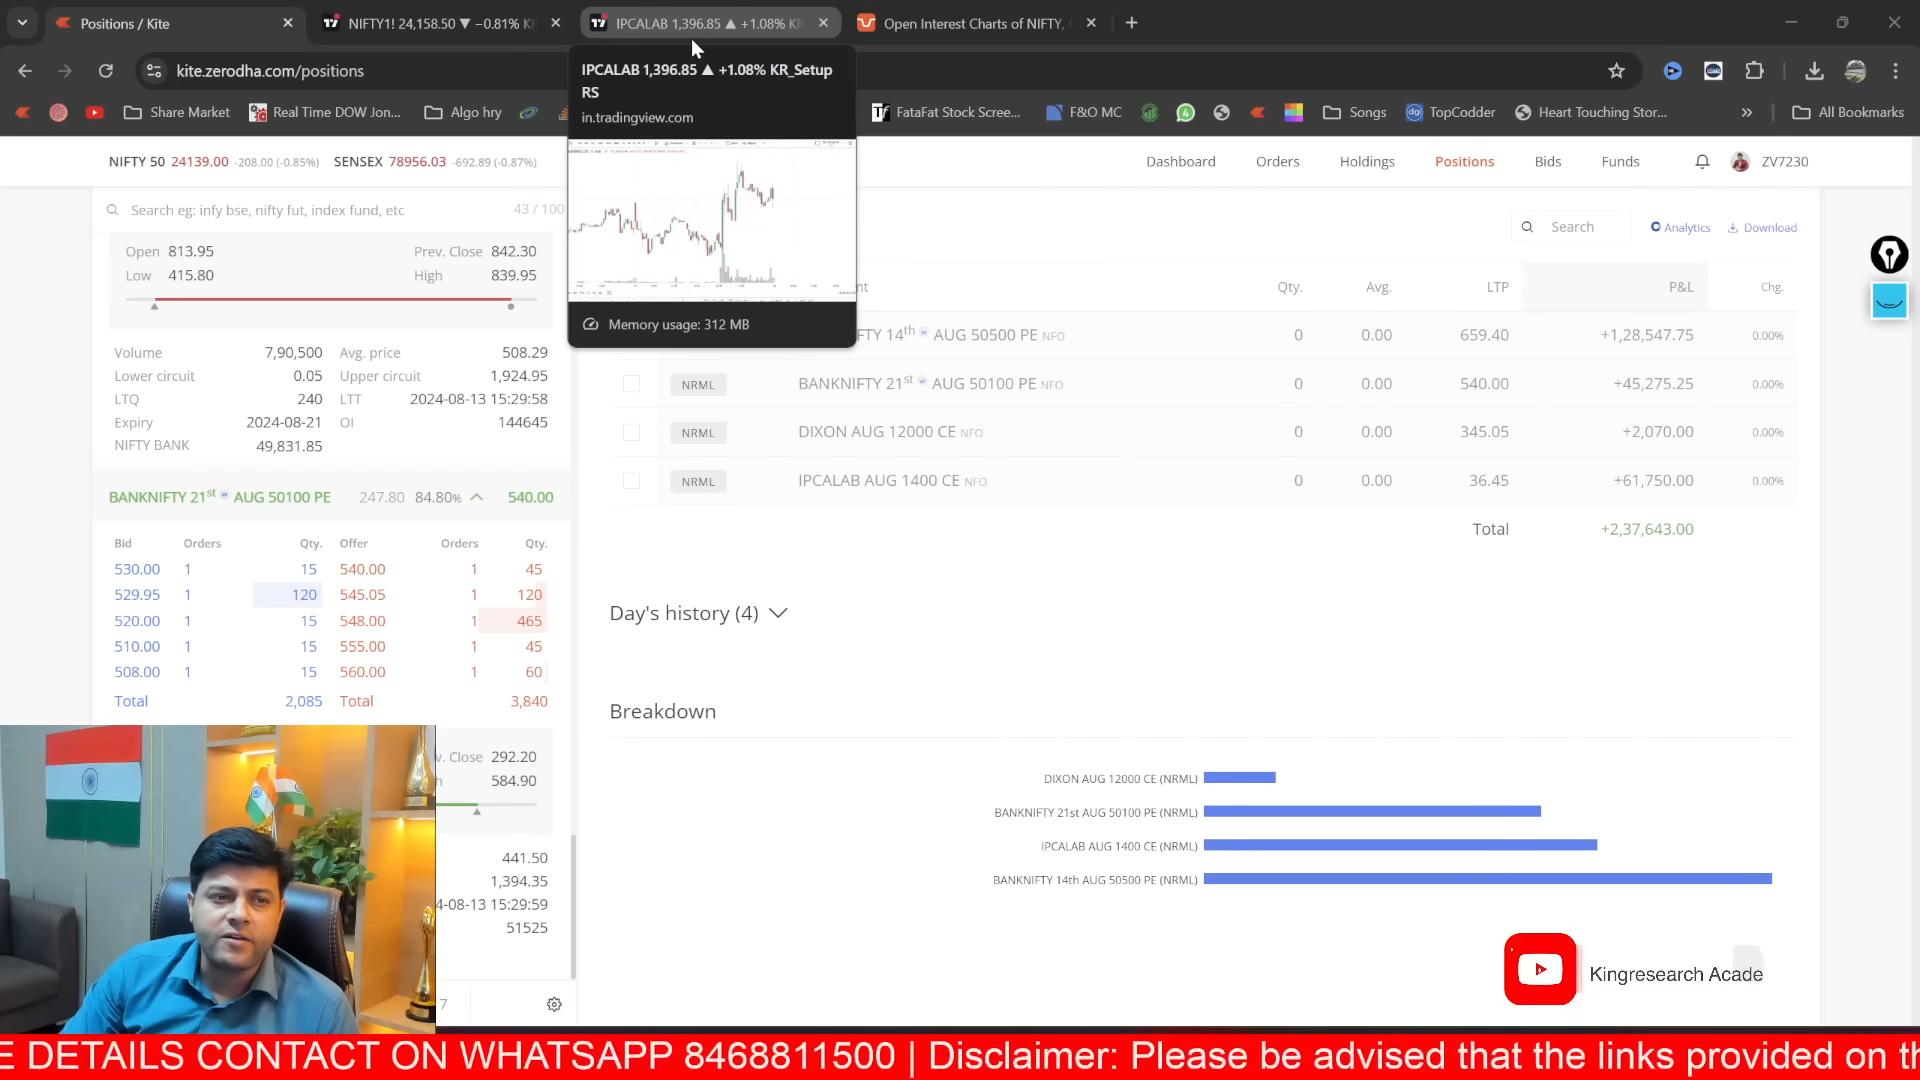 Positions / Kite
NIFTY1! 24,158.50 ▼ −0.81% KR
IPCALAB 1,396.85 ▲ +1.08% KR
Open Interest Charts of NIFTY,
kite.zerodha.com/positions
IPCALAB 1,396.85 ▲ +1.08% KR_Setup
RS
in.tradingview.com
Memory usage: 312 MB
Share Market
Real Time DOW Jon...
Algo hry
FataFat Stock Scree...
F&O MC
Songs
TopCodder
Heart Touching Stor...
»
All Bookmarks
NIFTY 50 24139.00 -208.00 (-0.85%) SENSEX 78956.03 -692.89 (-0.87%)
Dashboard Orders Holdings Positions Bids Funds ZV7230
Search eg: infy bse, nifty fut, index fund, etc 43 / 100
Open 813.95 Prev. Close 842.30
Low 415.80 High 839.95
Volume 7,90,500 Avg. price 508.29
Lower circuit 0.05 Upper circuit 1,924.95
LTQ 240 LTT 2024-08-13 15:29:58
Expiry 2024-08-21 OI 144645
NIFTY BANK 49,831.85
BANKNIFTY 21st w AUG 50100 PE 247.80 84.80% 540.00
Bid Orders Qty. Offer Orders Qty.
530.00 1 15 540.00 1 45
529.95 1 120 545.05 1 120
520.00 1 15 548.00 1 465
510.00 1 15 555.00 1 45
508.00 1 15 560.00 1 60
Total 2,085 Total 3,840
v. Close 292.20
h 584.90
441.50
1,394.35
4-08-13 15:29:59
51525
7
Search Analytics Download
nt Qty. Avg. LTP P&L Chg.
FTY 14th w AUG 50500 PE NFO 0 0.00 659.40 +1,28,547.75 0.00%
NRML BANKNIFTY 21st w AUG 50100 PE NFO 0 0.00 540.00 +45,275.25 0.00%
NRML DIXON AUG 12000 CE NFO 0 0.00 345.05 +2,070.00 0.00%
NRML IPCALAB AUG 1400 CE NFO 0 0.00 36.45 +61,750.00 0.00%
Total +2,37,643.00
Day's history (4)
Breakdown
DIXON AUG 12000 CE (NRML)
BANKNIFTY 21st AUG 50100 PE (NRML)
IPCALAB AUG 1400 CE (NRML)
BANKNIFTY 14th AUG 50500 PE (NRML)
Kingresearch Acade
E DETAILS CONTACT ON WHATSAPP 8468811500 | Disclaimer: Please be advised that the links provided on th